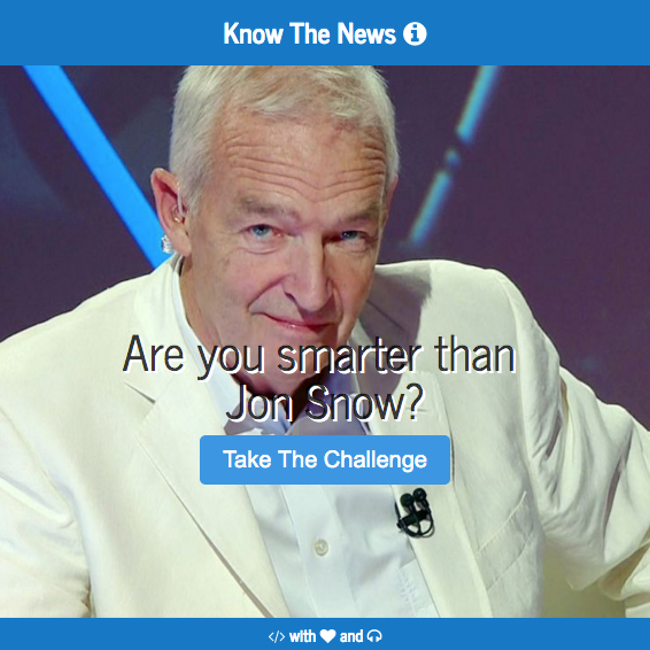 Know The News
Are you smarter than
Jon Snow?
Take The Challenge
</> with ♥ and